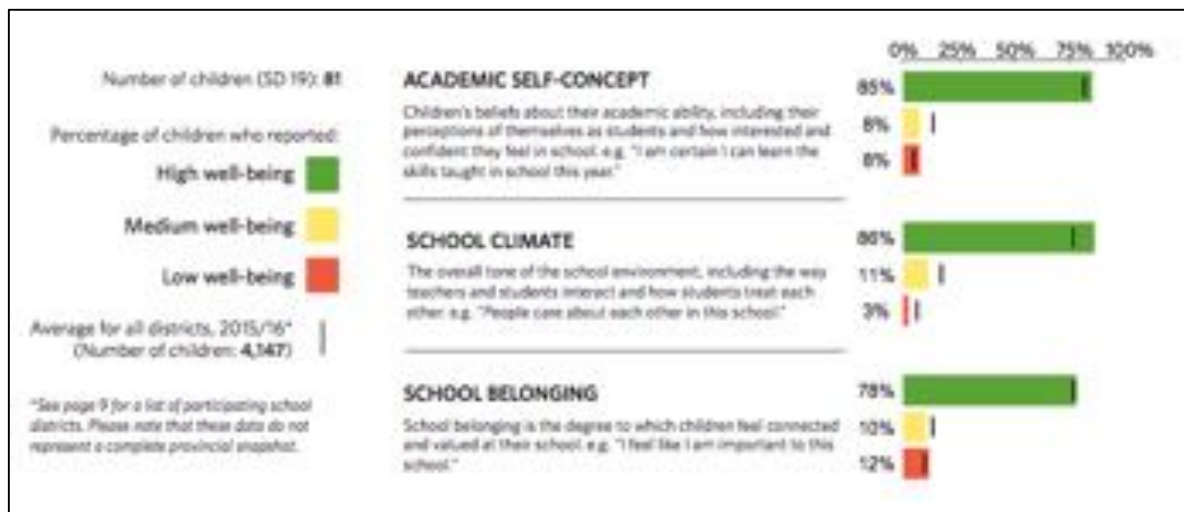 0% 25% 50% 75% 100%
Number of children (SD 19): 81
Percentage of children who reported:
High well-being
Medium well-being
Low well-being
Average for all districts, 2015/16*
(Number of children: 4,147)
*See page 9 for a list of participating school
districts. Please note that these data do not
represent a complete provincial snapshot.
ACADEMIC SELF-CONCEPT
Children's beliefs about their academic ability, including their
perceptions of themselves as students and how interested and
confident they feel in school. e.g. "I am certain I can learn the
skills taught in school this year."
85%
8%
8%
SCHOOL CLIMATE
The overall tone of the school environment, including the way
teachers and students interact and how students treat each
other. e.g. "People care about each other in this school."
86%
11%
3%
SCHOOL BELONGING
School belonging is the degree to which children feel connected
and valued at their school. e.g. "I feel like I am important to this
school."
78%
10%
12%